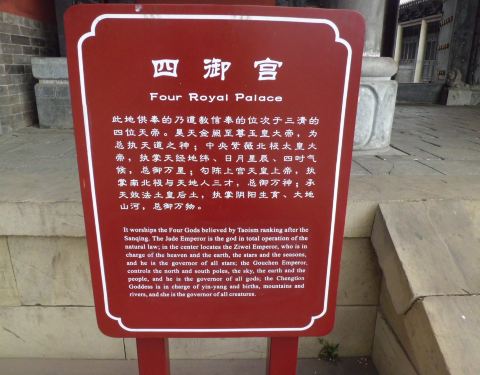 四御宫
Four Royal Palace
此地供奉的乃道教信奉的位次于三清的
四位天帝。昊天金阙至尊玉皇大帝，为
总执天道之神；中央紫薇北极太皇大
帝，执掌天经地纬、日月星辰、四时气
候，总御万星；勾陈上宫天皇上帝，执
掌南北极与天地人三才，总御万神；承
天效法土皇后土，执掌阴阳生育、大地
山河，总御万物。
It worships the Four Gods believed by Taoism ranking after the
Sanqing. The Jade Emperor is the god in total operation of the
natural law; in the center locates the Ziwei Emperor, who is in
charge of the heaven and the earth, the stars and the seasons,
and he is the governor of all stars; the Gouchen Emperor,
controls the north and south poles, the sky, the earth and the
people, and he is the governor of all gods; the Chengtion
Goddess is in charge of yin-yang and births, mountains and
rivers, and she is the governor of all creatures.